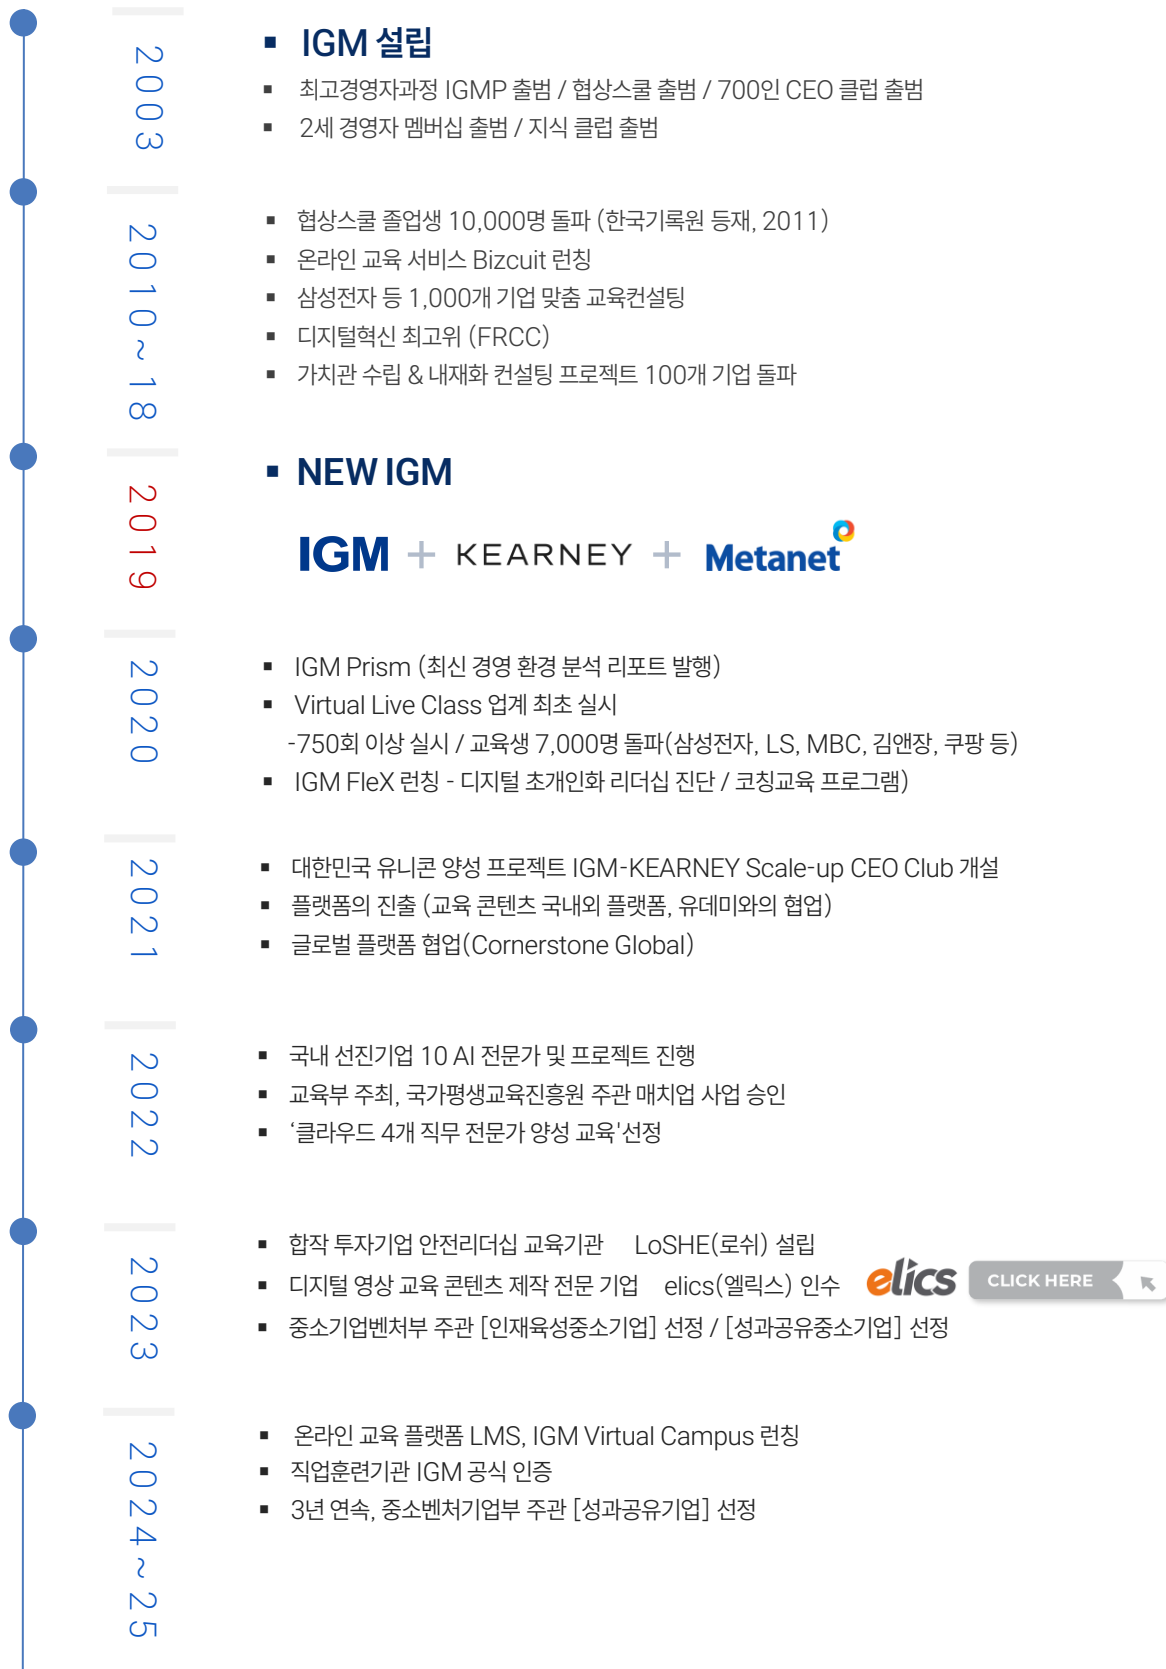 2003
IGM 설립
최고경영자과정 IGMP 출범 / 협상스쿨 출범 / 700인 CEO 클럽 출범
2세 경영자 멤버십 출범 / 지식 클럽 출범
2010~18
협상스쿨 졸업생 10,000명 돌파 (한국기록원 등재, 2011)
온라인 교육 서비스 Bizcuit 런칭
삼성전자 등 1,000개 기업 맞춤 교육컨설팅
디지털혁신 최고위 (FRCC)
가치관 수립 & 내재화 컨설팅 프로젝트 100개 기업 돌파
2019
NEW IGM
IGM + KEARNEY + Metanet
2020
IGM Prism (최신 경영 환경 분석 리포트 발행)
Virtual Live Class 업계 최초 실시
-750회 이상 실시 / 교육생 7,000명 돌파(삼성전자, LS, MBC, 김앤장, 쿠팡 등)
IGM FleX 런칭 - 디지털 초개인화 리더십 진단 / 코칭교육 프로그램)
2021
대한민국 유니콘 양성 프로젝트 IGM-KEARNEY Scale-up CEO Club 개설
플랫폼의 진출 (교육 콘텐츠 국내외 플랫폼, 유데미와의 협업)
글로벌 플랫폼 협업(Cornerstone Global)
2022
국내 선진기업 10 AI 전문가 및 프로젝트 진행
교육부 주최, 국가평생교육진흥원 주관 매치업 사업 승인
‘클라우드 4개 직무 전문가 양성 교육'선정
2023
합작 투자기업 안전리더십 교육기관 LoSHE(로쉬) 설립
디지털 영상 교육 콘텐츠 제작 전문 기업 elics(엘릭스) 인수 elics CLICK HERE
중소기업벤처부 주관 [인재육성중소기업] 선정 / [성과공유중소기업] 선정
2024~25
온라인 교육 플랫폼 LMS, IGM Virtual Campus 런칭
직업훈련기관 IGM 공식 인증
3년 연속, 중소벤처기업부 주관 [성과공유기업] 선정